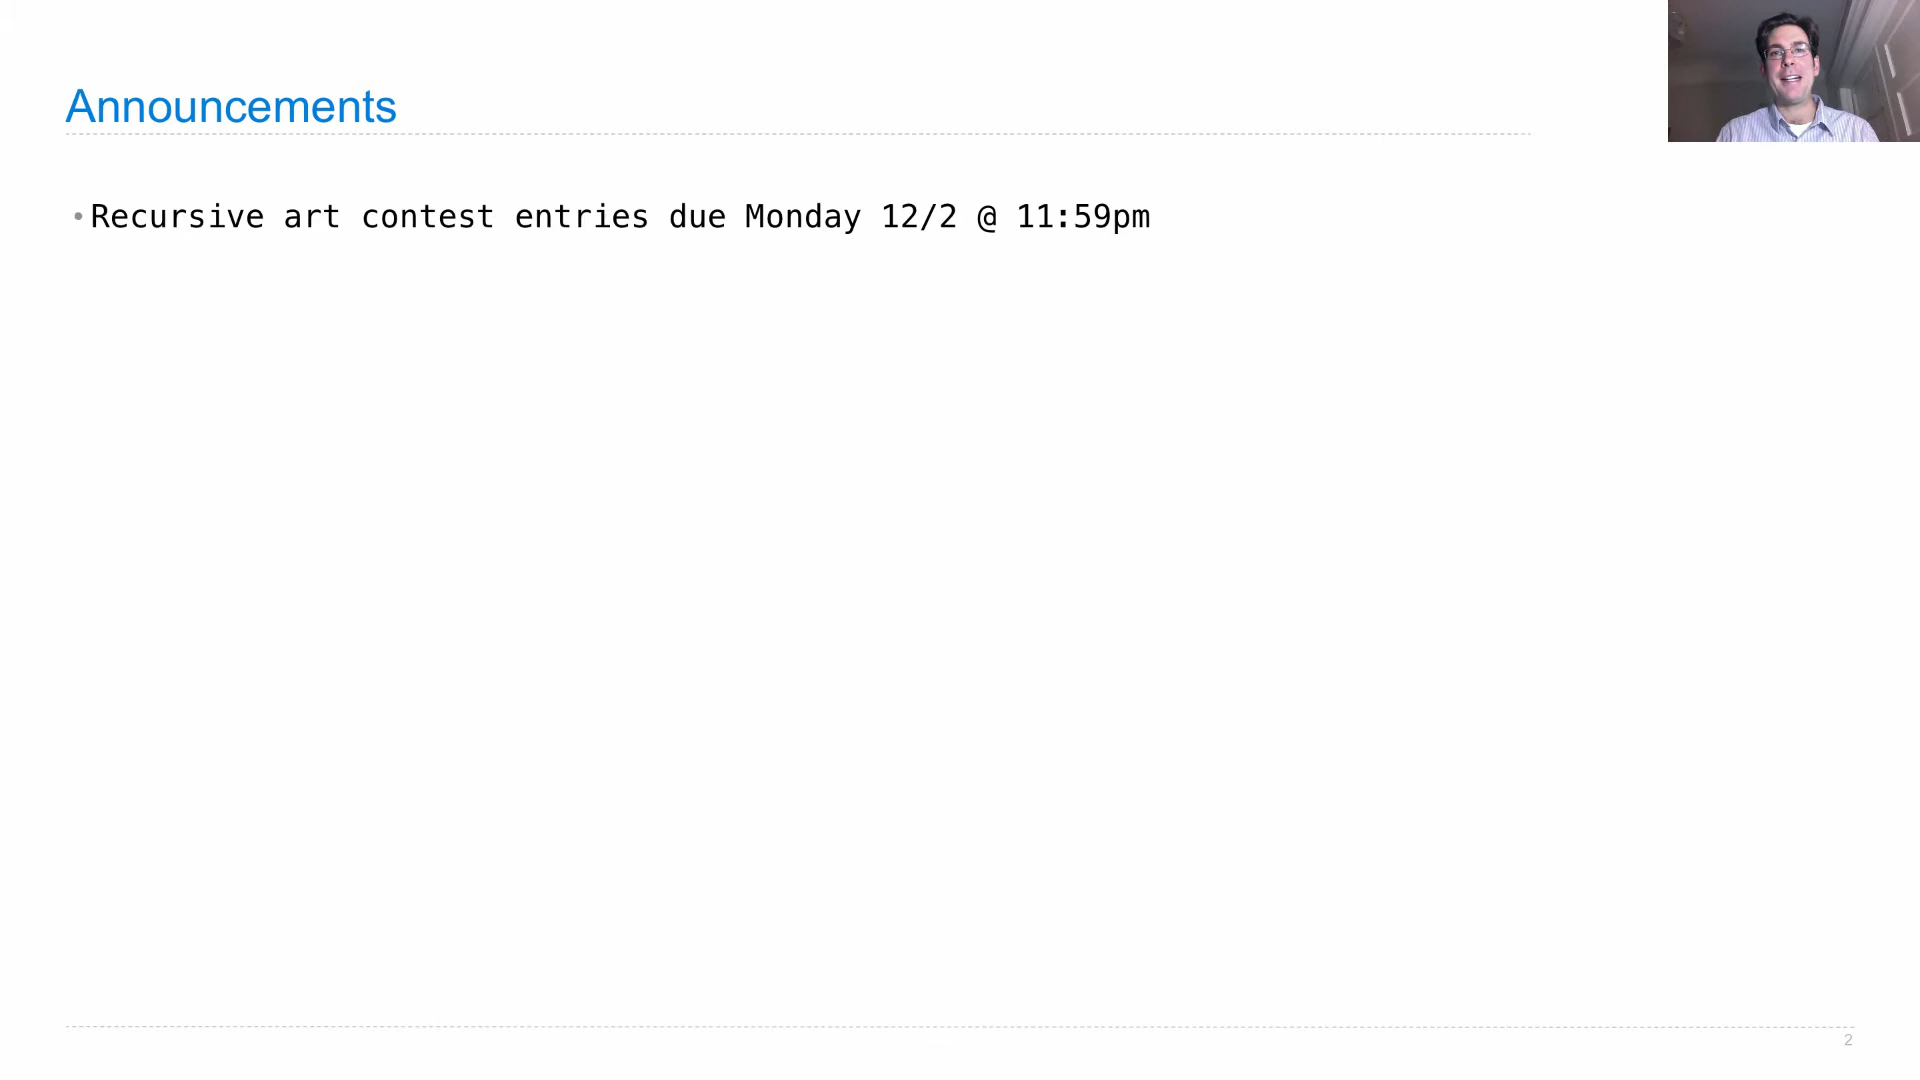 Announcements
•Recursive art contest entries due Monday 12/2 @ 11:59pm
2